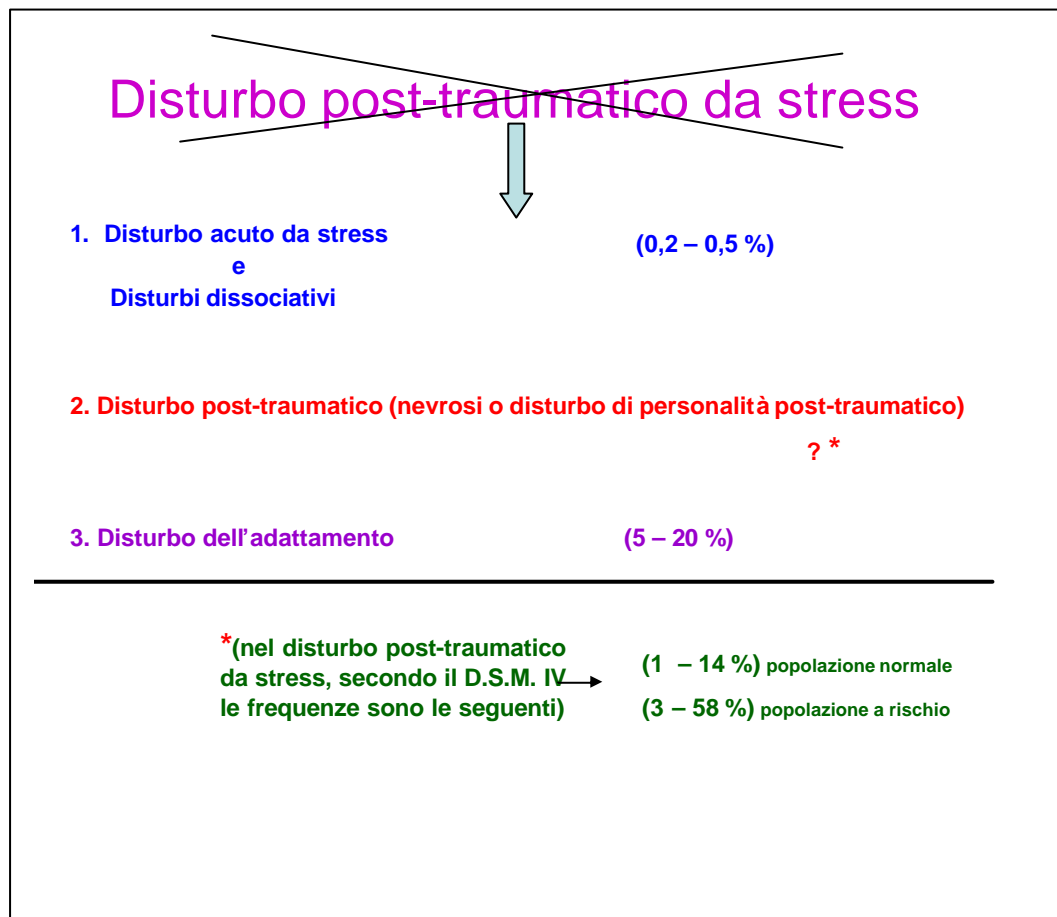 Disturbo post-traumatico da stress
1. Disturbo acuto da stress (0,2 – 0,5 %)
e
Disturbi dissociativi
2. Disturbo post-traumatico (nevrosi o disturbo di personalità post-traumatico)
? *
3. Disturbo dell'adattamento (5 – 20 %)
*(nel disturbo post-traumatico
da stress, secondo il D.S.M. IV
le frequenze sono le seguenti)
(1 – 14 %) popolazione normale
(3 – 58 %) popolazione a rischio